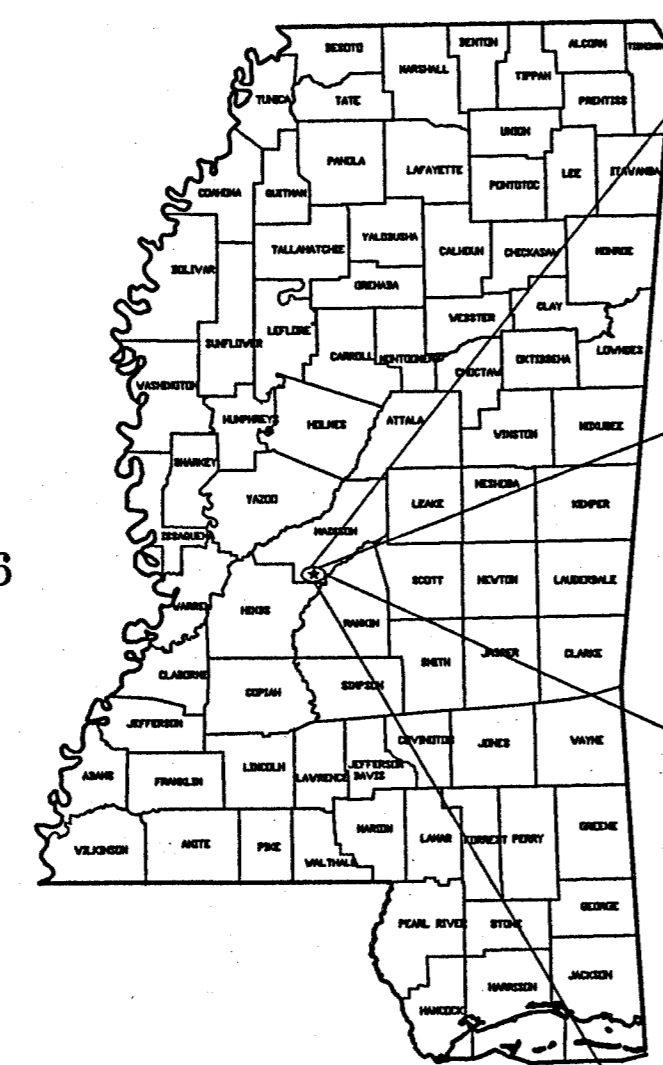 DESOTO
BENTON
ALCORN
MARSHALL
TIPPAH
TUNICA
TATE
PRENTISS
UNION
PANOLA
LAFAYETTE
LEE
ITAWAMBA
COAHOMA
QUITMAN
PONTOTOC
YALOBUSHA
TALLAHATCHIE
CALHOUN
CHICKASAW
MONROE
BOLIVAR
GRENADA
CLAY
WEBSTER
LEFLORE
SUNFLOWER
CARROLL
MONTGOMERY
OKTIBBEHA
LOWNDES
CHOCTAW
WASHINGTON
HUMPHREYS
HOLMES
ATTALA
WINSTON
NOXUBEE
SHARKEY
NESHOBA
YAZOO
LEAKE
KEMPER
MADISON
ISSAQUENA
6
SCOTT
NEWTON
LAUDERDALE
WARREN
HINDS
RANKIN
SMITH
JASPER
CLARKE
CLAIBORNE
COPIAH
SIMPSON
JEFFERSON
COVINGTON
JONES
WAYNE
LINCOLN
JEFFERSON
DAVIS
ADAMS
FRANKLIN
LAWRENCE
GREENE
MARION
LAMAR
FORREST
PERRY
WILKINSON
AMITE
PIKE
WALTHALL
GEORGE
PEARL RIVER
STONE
JACKSON
HARRISON
HANCOCK